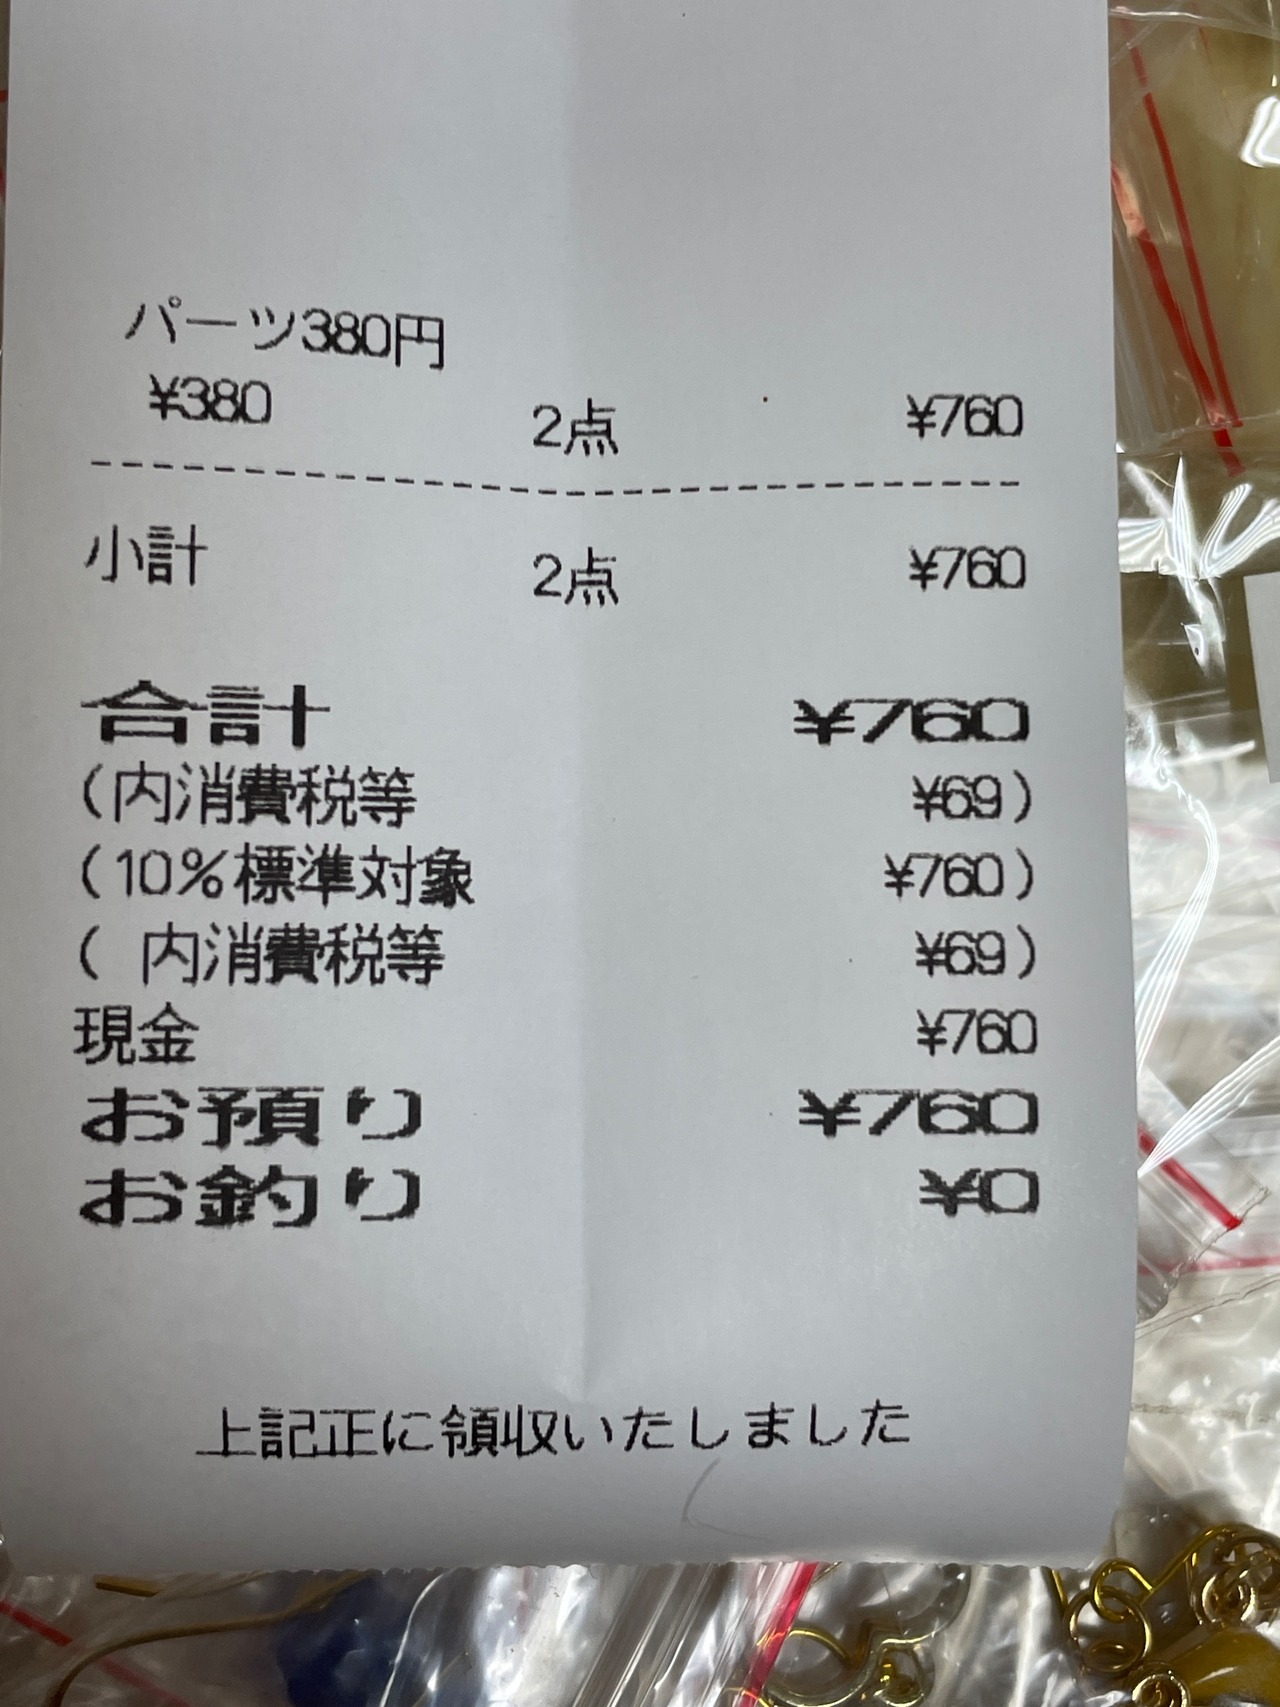 パーツ380円
¥380 2点 ¥760
小計 2点 ¥760
合計 ¥760
(内消費税等 ¥69)
(10%標準対象 ¥760)
( 内消費税等 ¥69)
現金 ¥760
お預り ¥760
お釣り ¥0
上記正に領収いたしました